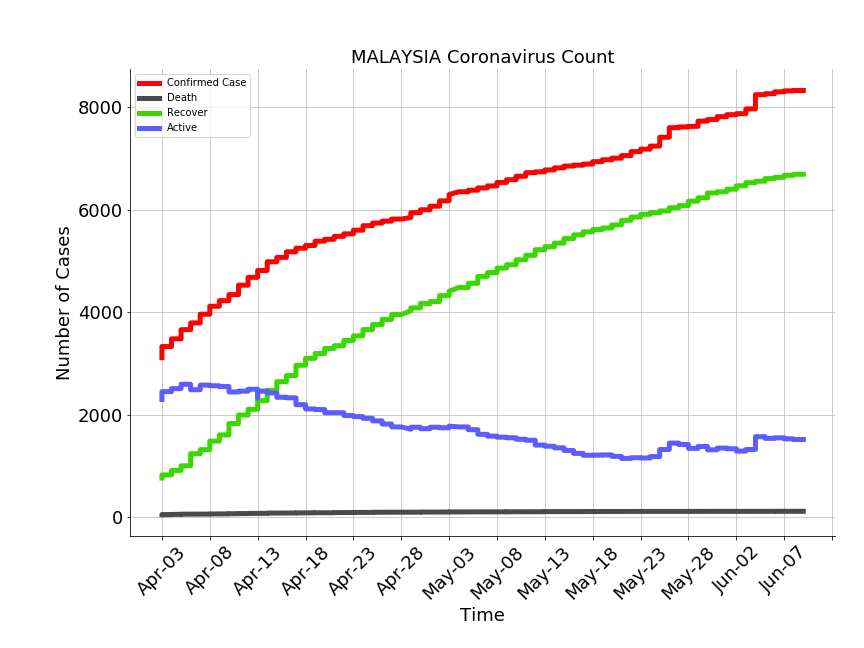 MALAYSIA Coronavirus Count
Confirmed Case
Death
Recover
Active
8000
6000
4000
2000
0
Number of Cases
Apr-03
Apr-08
Apr-13
Apr-18
Apr-23
Apr-28
May-03
May-08
May-13
May-18
May-23
May-28
Jun-02
Jun-07
Time